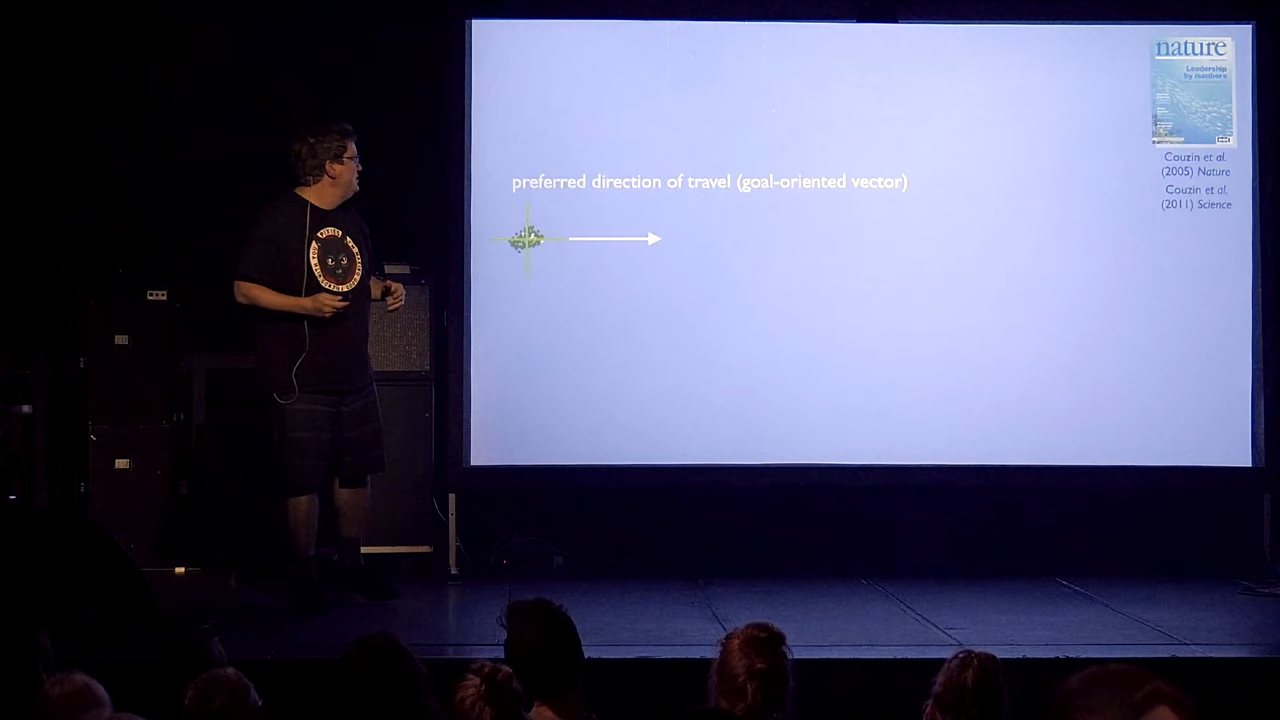 nature
Leadership
by numbers
Couzin et al.
(2005) Nature
Couzin et al.
(2011) Science
preferred direction of travel (goal-oriented vector)